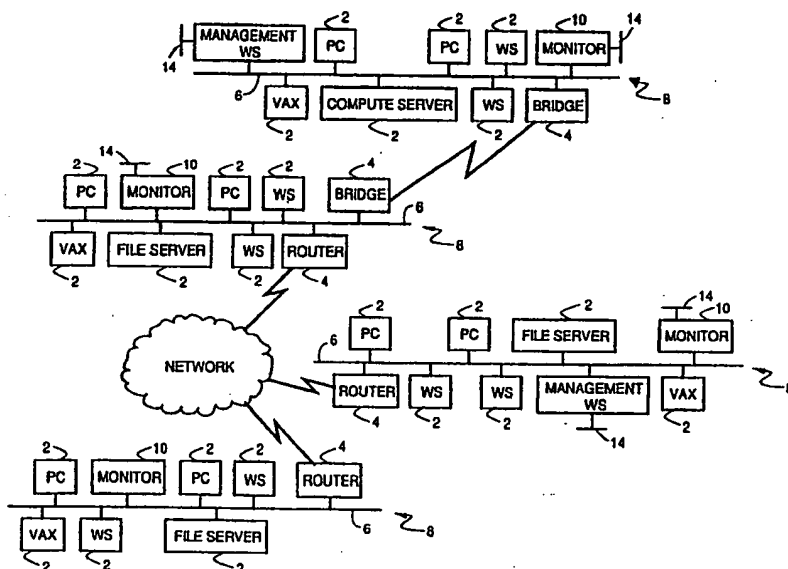 2 2 2 10 14
MANAGEMENT WS PC PC WS MONITOR
14 6 8
VAX COMPUTE SERVER WS BRIDGE
2 2 2 4
2 14 10 2 2 4
PC MONITOR PC WS BRIDGE
6 8
VAX FILE SERVER WS ROUTER
2 2 2 4
NETWORK
2 2 2 14 10
PC PC FILE SERVER MONITOR
6
ROUTER WS WS MANAGEMENT WS VAX
4 2 2 14 2
2 10 2 2 4
PC MONITOR PC WS ROUTER
6 8
VAX WS FILE SERVER
2 2